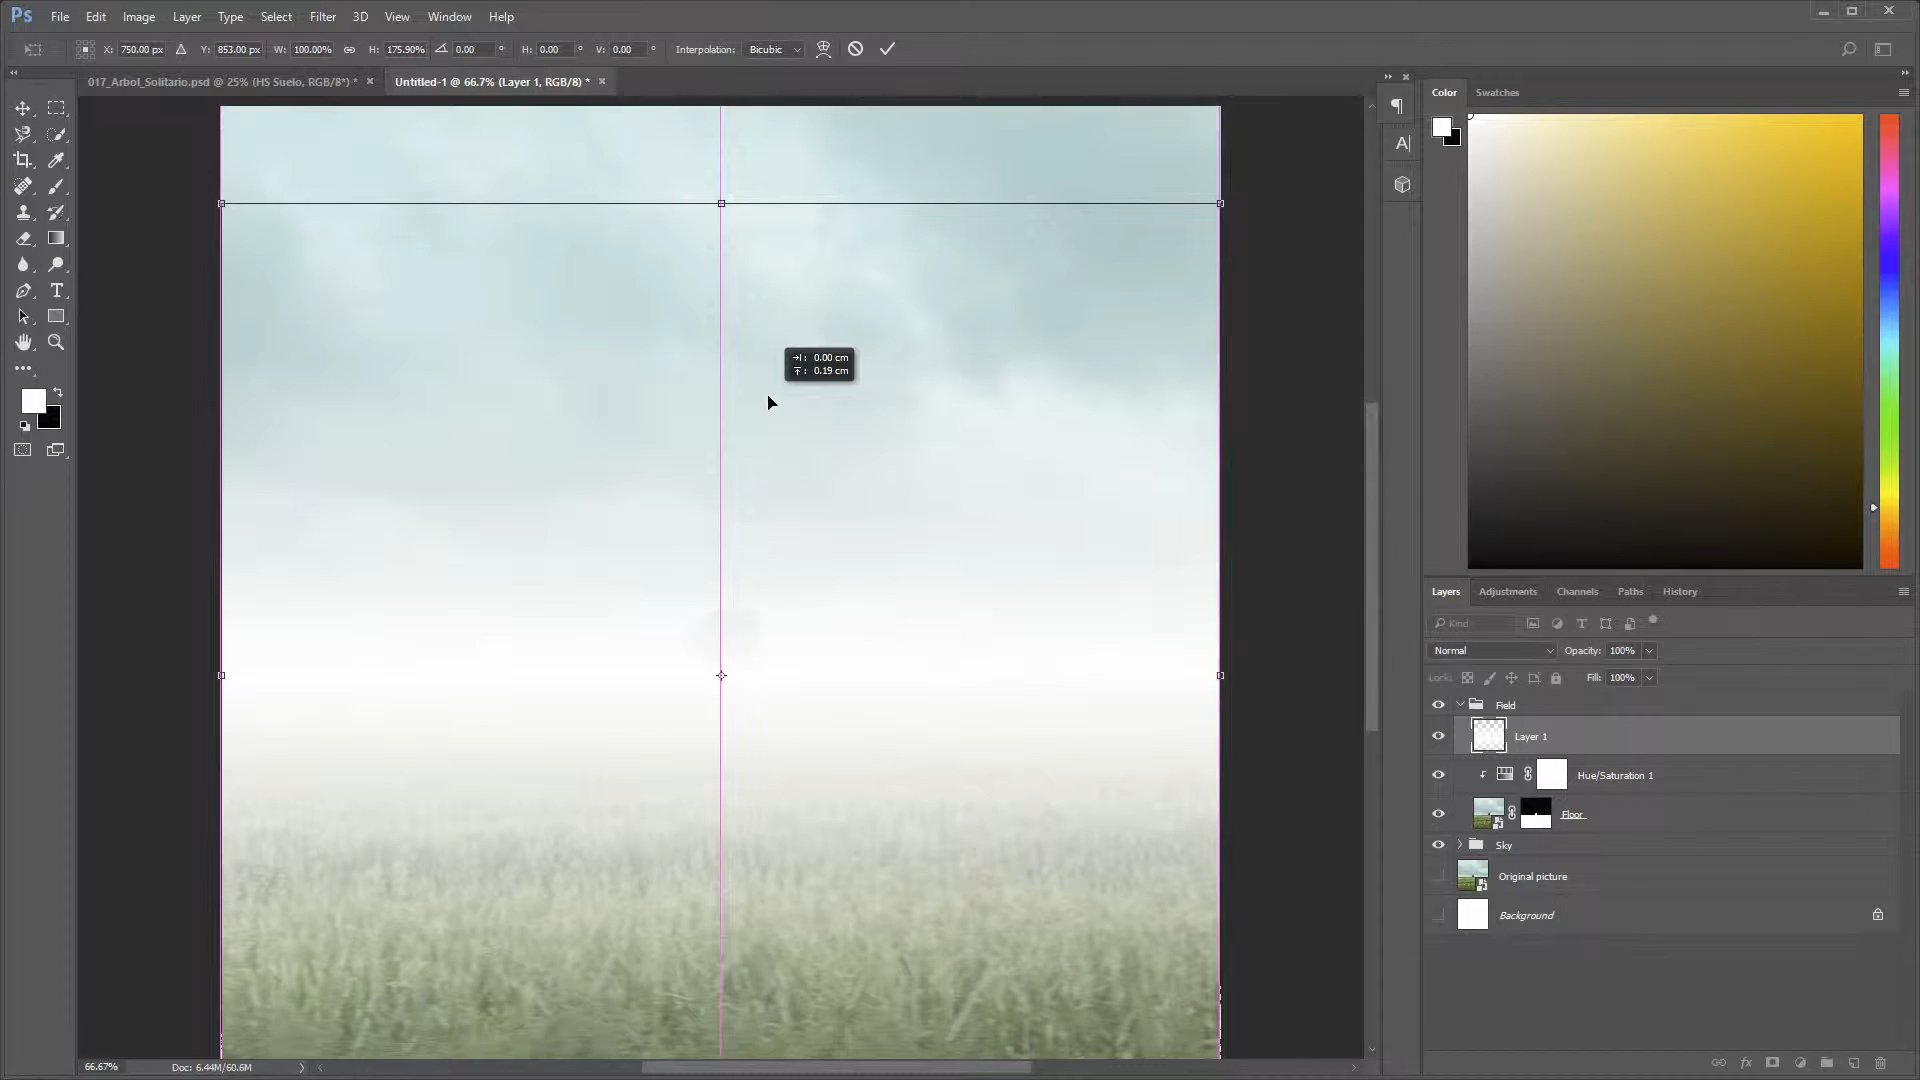 Ps File Edit Image Layer Type Select Filter 3D View Window Help
X: 750.00 px Y: 853.00 px W: 100.00% H: 175.90% 0.00 ° H: 0.00 ° V: 0.00 ° Interpolation: Bicubic
017_Arbol_Solitario.psd @ 25% (HS Suelo, RGB/8*) * × Untitled-1 @ 66.7% (Layer 1, RGB/8) * ×
Color Swatches
: 0.00 cm
: 0.19 cm
Layers Adjustments Channels Paths History
Kind
Normal Opacity: 100%
Lock: Fill: 100%
Field
Layer 1
Hue/Saturation 1
Floor
Sky
Original picture
Background
66.67% Doc: 6.44M/60.6M